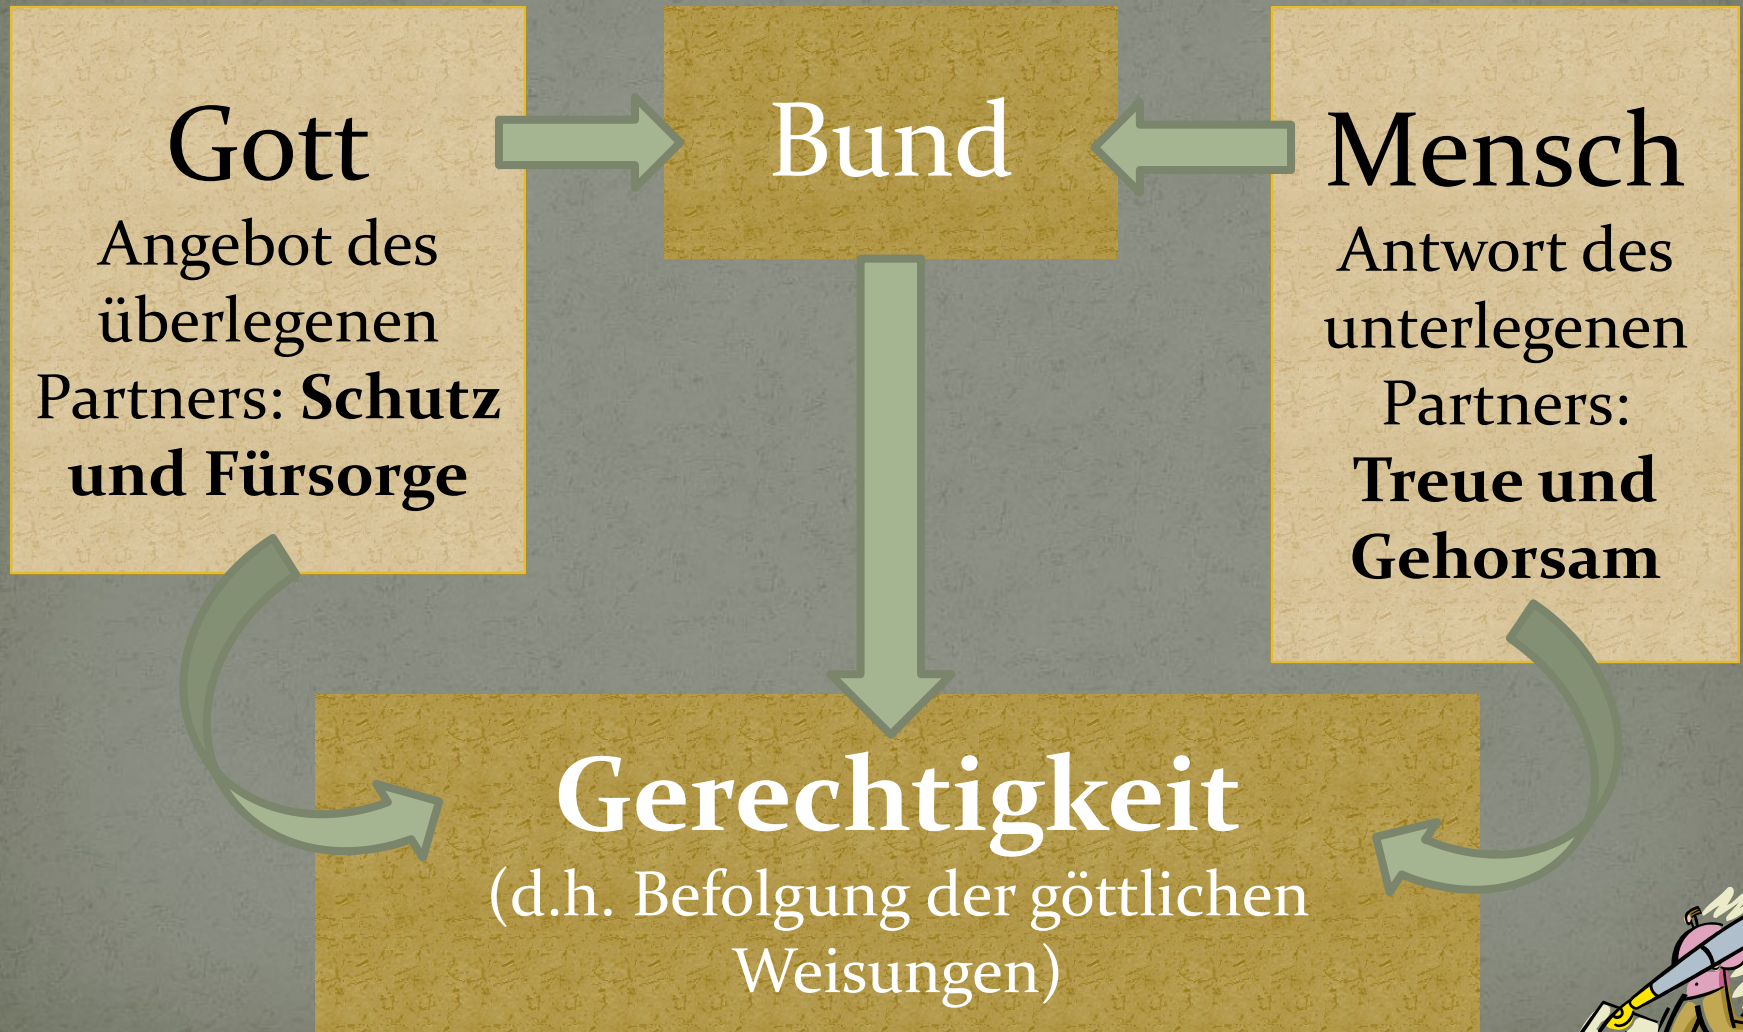 Gott
Angebot des
überlegenen
Partners: Schutz
und Fürsorge
Bund
Mensch
Antwort des
unterlegenen
Partners:
Treue und
Gehorsam
Gerechtigkeit
(d.h. Befolgung der göttlichen
Weisungen)